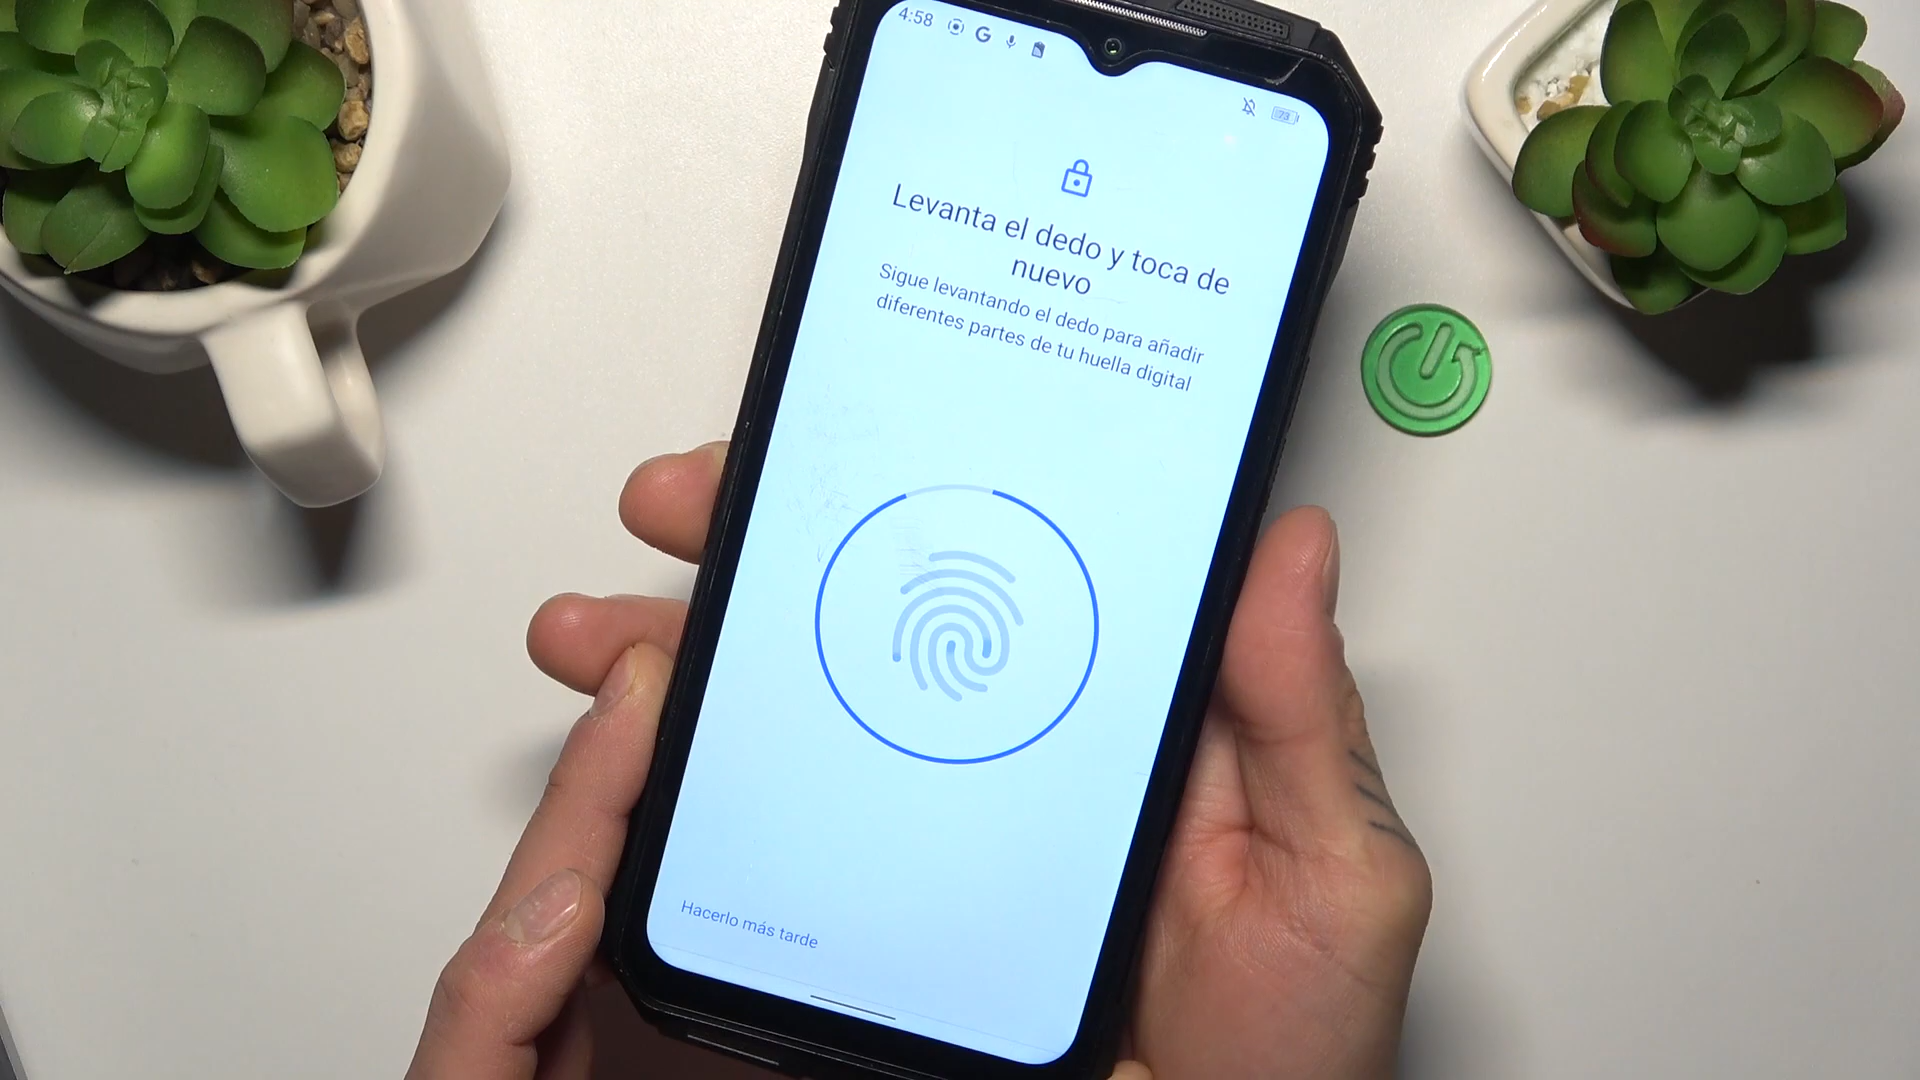 4:58
73
Levanta el dedo y toca de
nuevo
Sigue levantando el dedo para añadir
diferentes partes de tu huella digital
Hacerlo más tarde